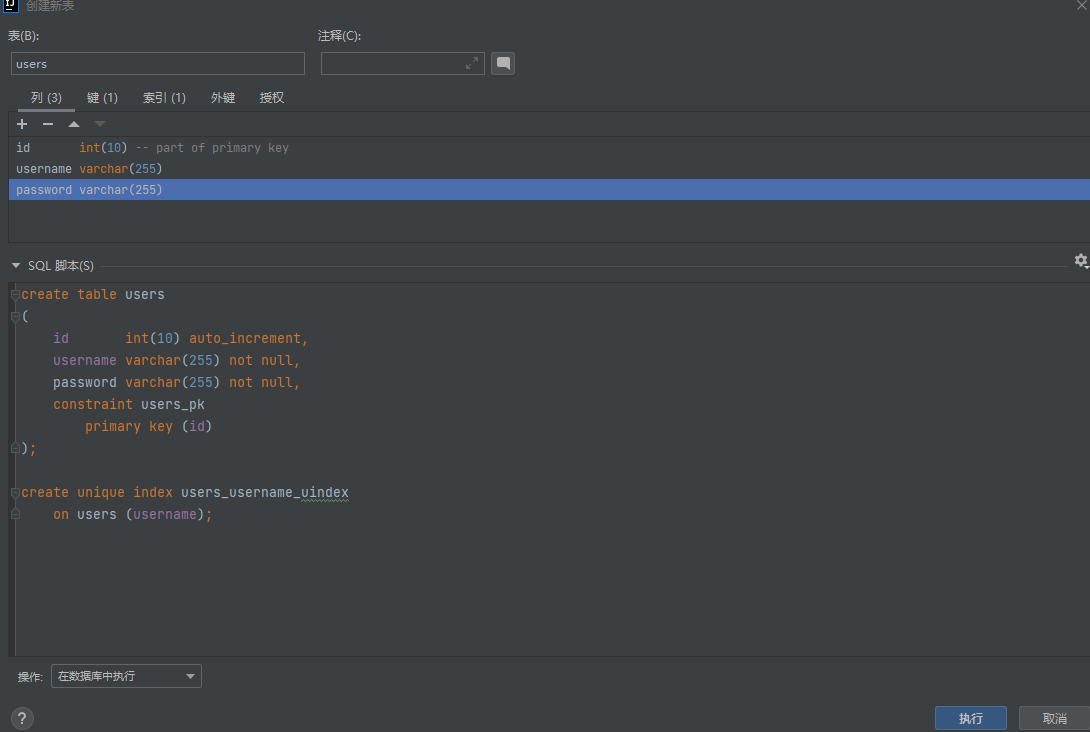 创建新表
表(B): 注释(C):
users
列 (3) 键 (1) 索引 (1) 外键 授权
id int(10) -- part of primary key
username varchar(255)
password varchar(255)
SQL 脚本(S)
create table users
(
id int(10) auto_increment,
username varchar(255) not null,
password varchar(255) not null,
constraint users_pk
primary key (id)
);
create unique index users_username_uindex
on users (username);
操作: 在数据库中执行
? 执行 取消